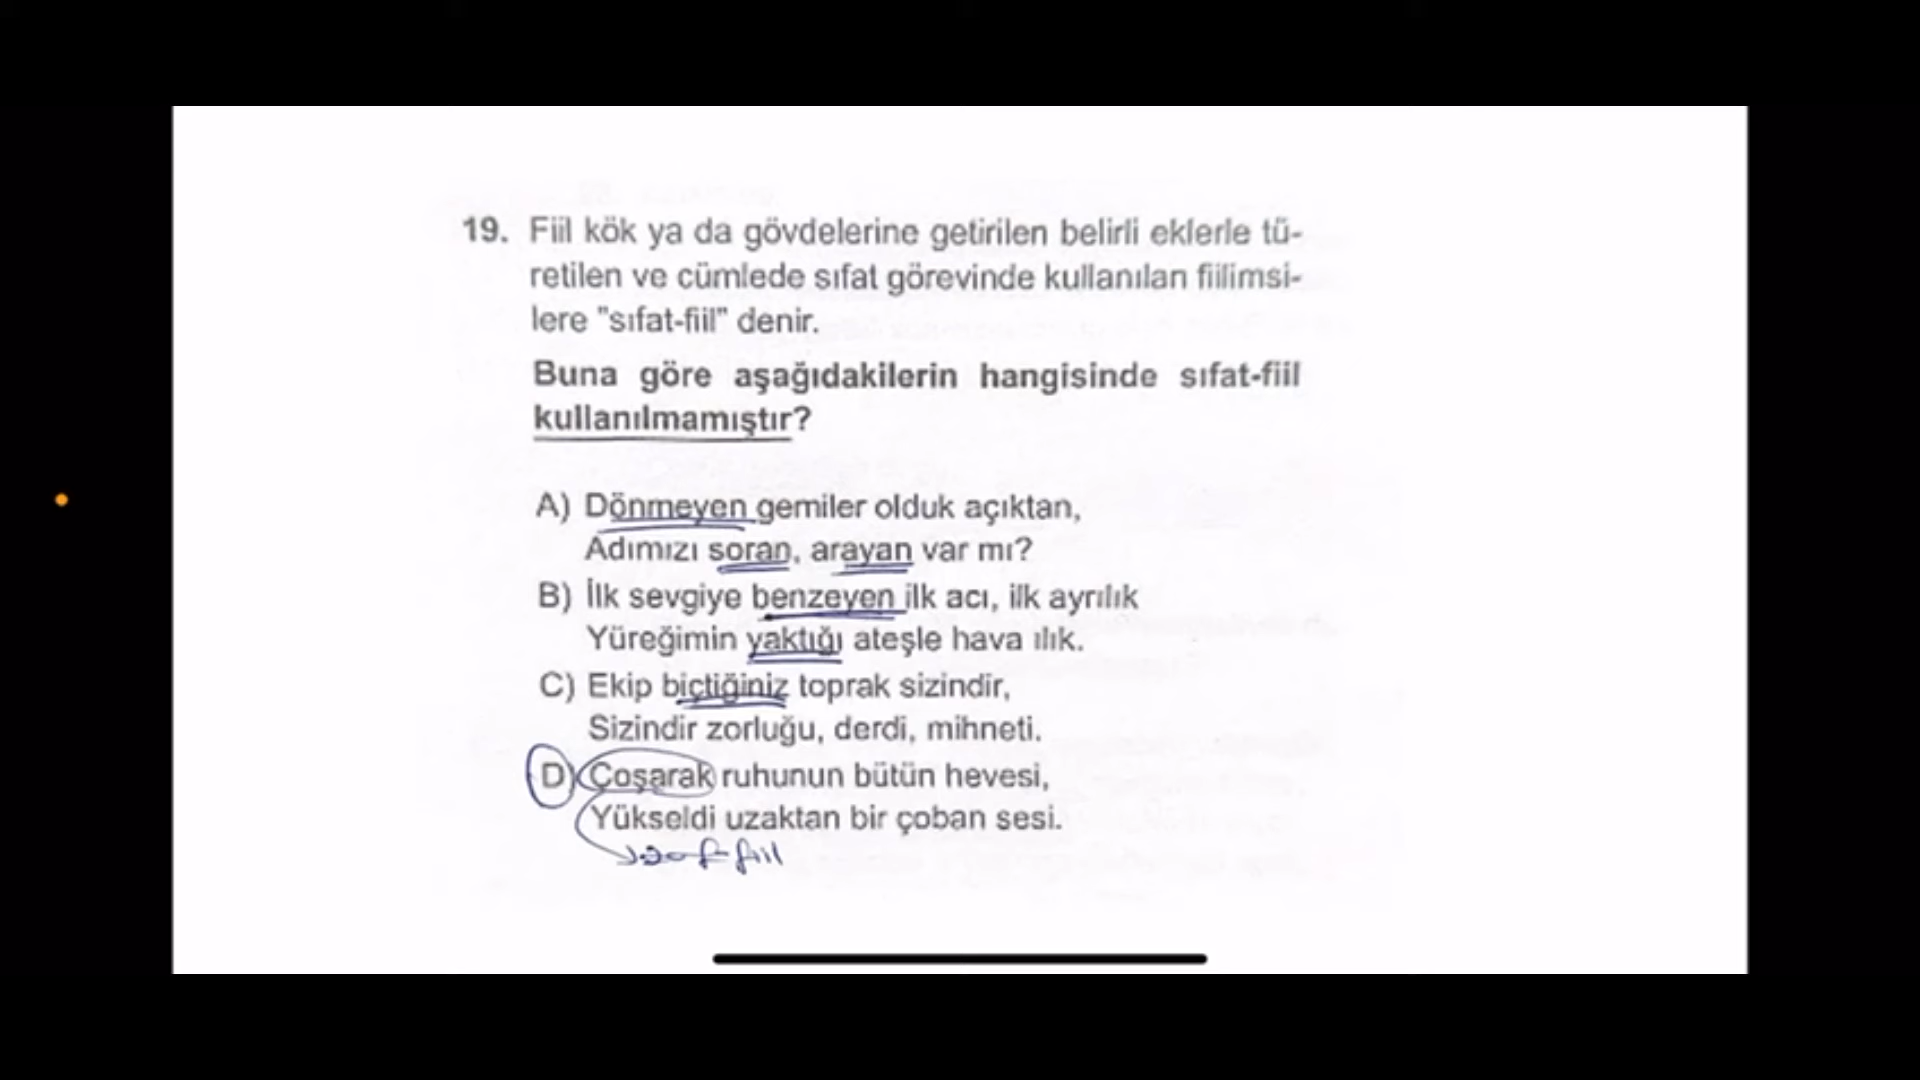 19. Fiil kök ya da gövdelerine getirilen belirli eklerle tü-
retilen ve cümlede sıfat görevinde kullanılan fiilimsi-
lere "sıfat-fiil" denir.
Buna göre aşağıdakilerin hangisinde sıfat-fiil
kullanılmamıştır?
A) Dönmeyen gemiler olduk açıktan,
Adımızı soran, arayan var mı?
B) İlk sevgiye benzeyen ilk acı, ilk ayrılık
Yüreğimin yaktığı ateşle hava ılık.
C) Ekip biçtiğiniz toprak sizindir,
Sizindir zorluğu, derdi, mihneti.
D) Coşarak ruhunun bütün hevesi,
Yükseldi uzaktan bir çoban sesi.
zarf-fiil